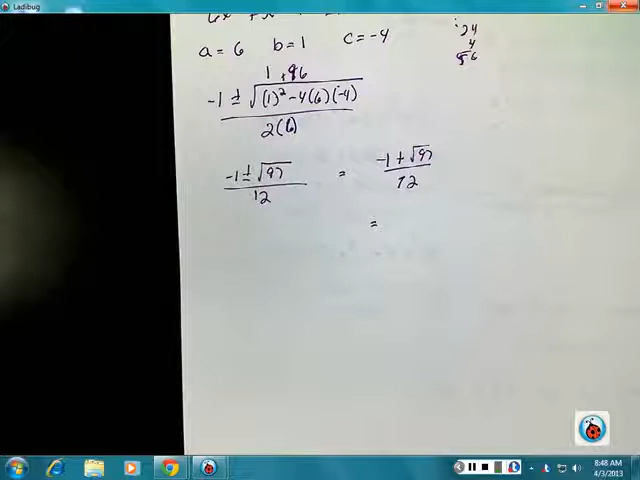 Ladibug
a = 6 b = 1 c = -4
24
4
96
1 + 96
-1 ± √(1)² - 4(6)(-4)
2(6)
-1 ± √97 = -1 + √97
12 12
=
8:48 AM
4/3/2013